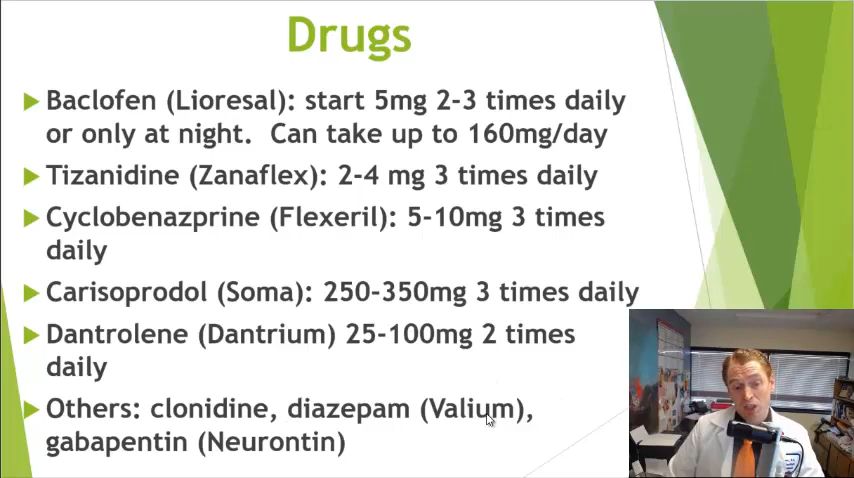 Drugs
Baclofen (Lioresal): start 5mg 2-3 times daily
or only at night. Can take up to 160mg/day
Tizanidine (Zanaflex): 2-4 mg 3 times daily
Cyclobenazprine (Flexeril): 5-10mg 3 times
daily
Carisoprodol (Soma): 250-350mg 3 times daily
Dantrolene (Dantrium) 25-100mg 2 times
daily
Others: clonidine, diazepam (Valium),
gabapentin (Neurontin)